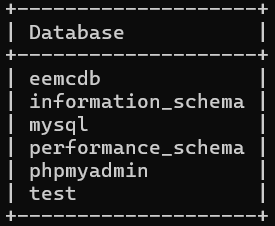 +--------------------+
| Database           |
+--------------------+
| eemcdb             |
| information_schema |
| mysql              |
| performance_schema |
| phpmyadmin         |
| test               |
+--------------------+